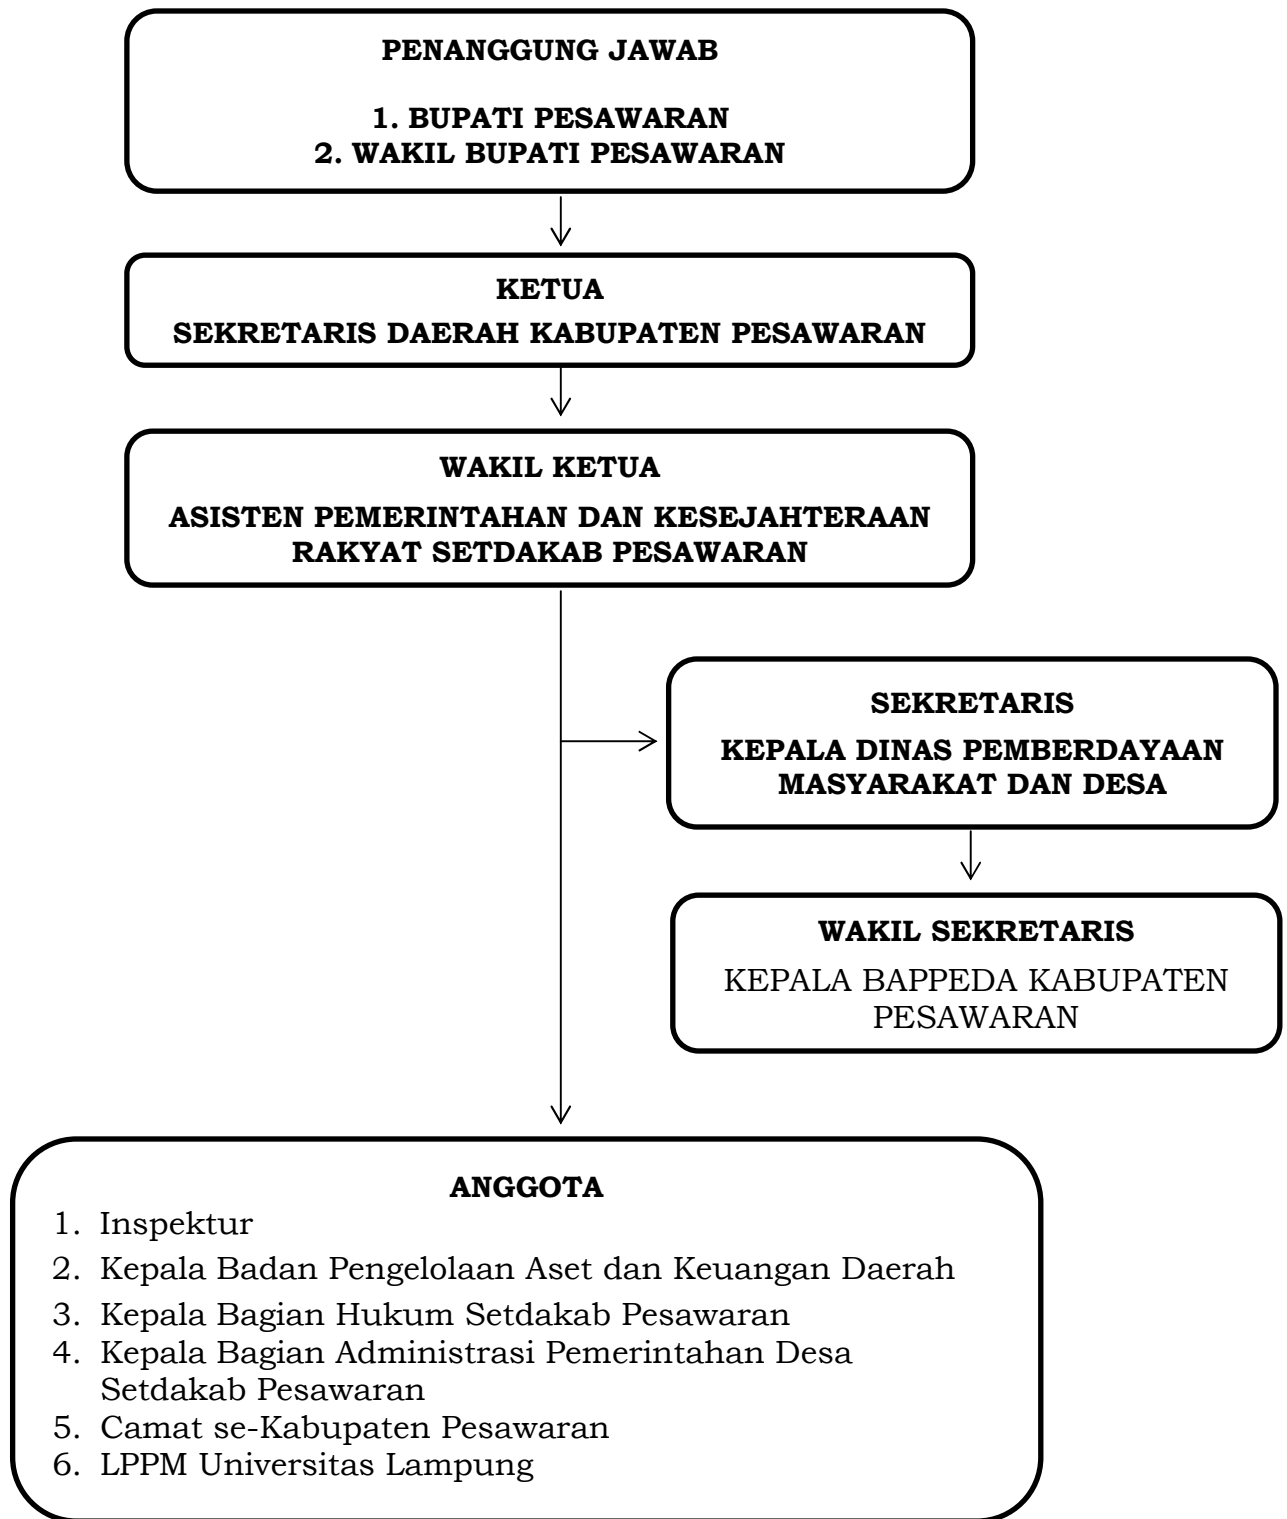 PENANGGUNG JAWAB
1. BUPATI PESAWARAN
2. WAKIL BUPATI PESAWARAN
KETUA
SEKRETARIS DAERAH KABUPATEN PESAWARAN
WAKIL KETUA
ASISTEN PEMERINTAHAN DAN KESEJAHTERAAN
RAKYAT SETDAKAB PESAWARAN
SEKRETARIS
KEPALA DINAS PEMBERDAYAAN
MASYARAKAT DAN DESA
WAKIL SEKRETARIS
KEPALA BAPPEDA KABUPATEN
PESAWARAN
ANGGOTA
1. Inspektur
2. Kepala Badan Pengelolaan Aset dan Keuangan Daerah
3. Kepala Bagian Hukum Setdakab Pesawaran
4. Kepala Bagian Administrasi Pemerintahan Desa
Setdakab Pesawaran
5. Camat se-Kabupaten Pesawaran
6. LPPM Universitas Lampung